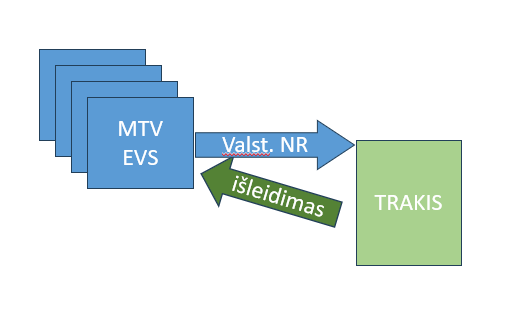 MTV
EVS
Valst. NR
išleidimas
TRAKIS